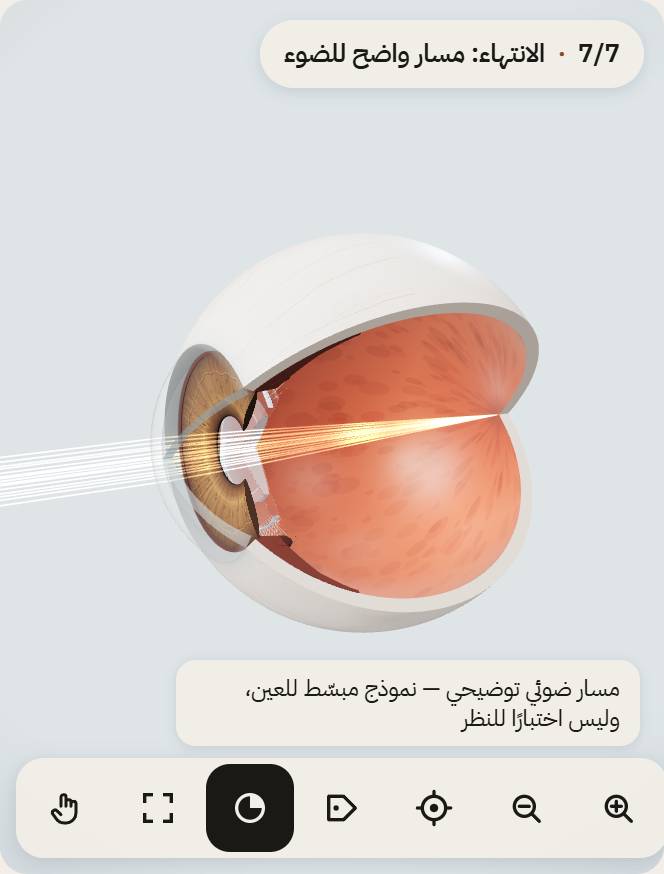 7/7 · الانتهاء: مسار واضح للضوء
مسار ضوئي توضيحي — نموذج مبسّط للعين،
وليس اختبارًا للنظر